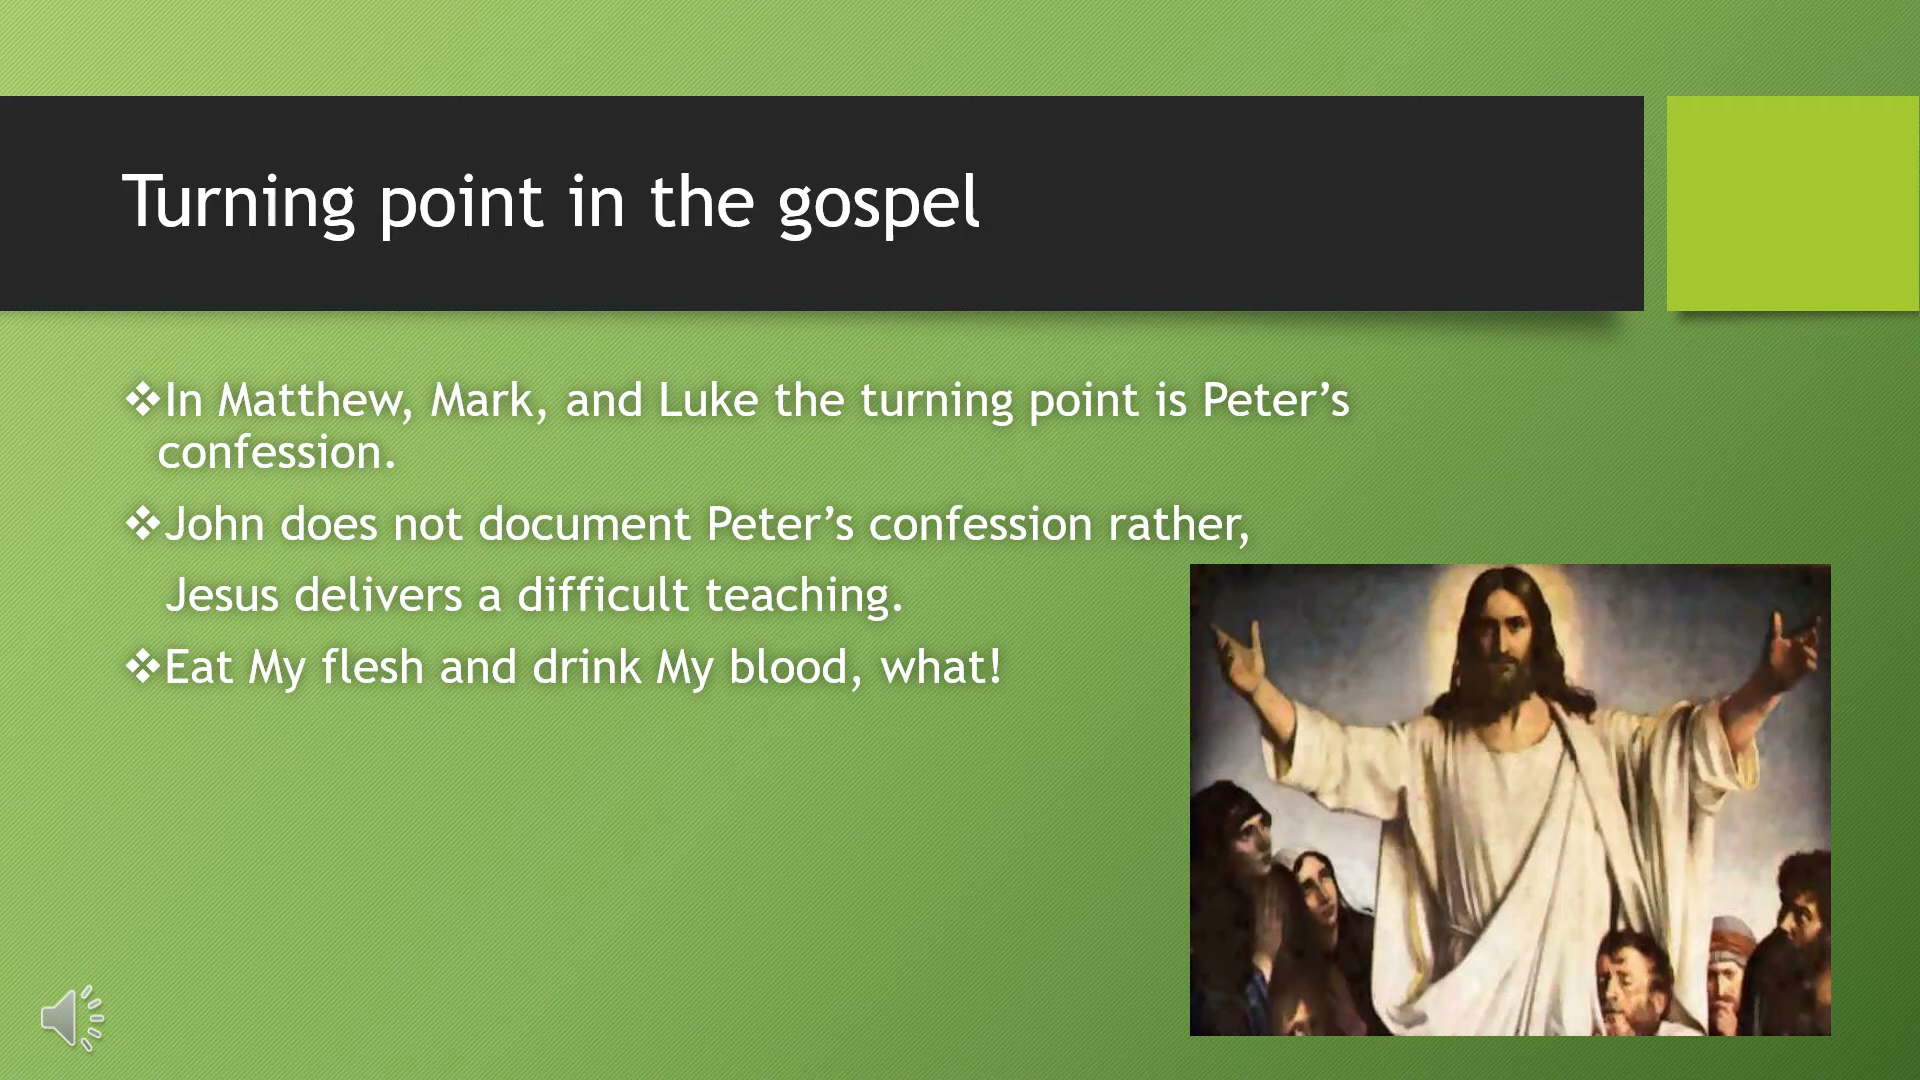 Turning point in the gospel
❖In Matthew, Mark, and Luke the turning point is Peter’s
confession.
❖John does not document Peter’s confession rather,
Jesus delivers a difficult teaching.
❖Eat My flesh and drink My blood, what!